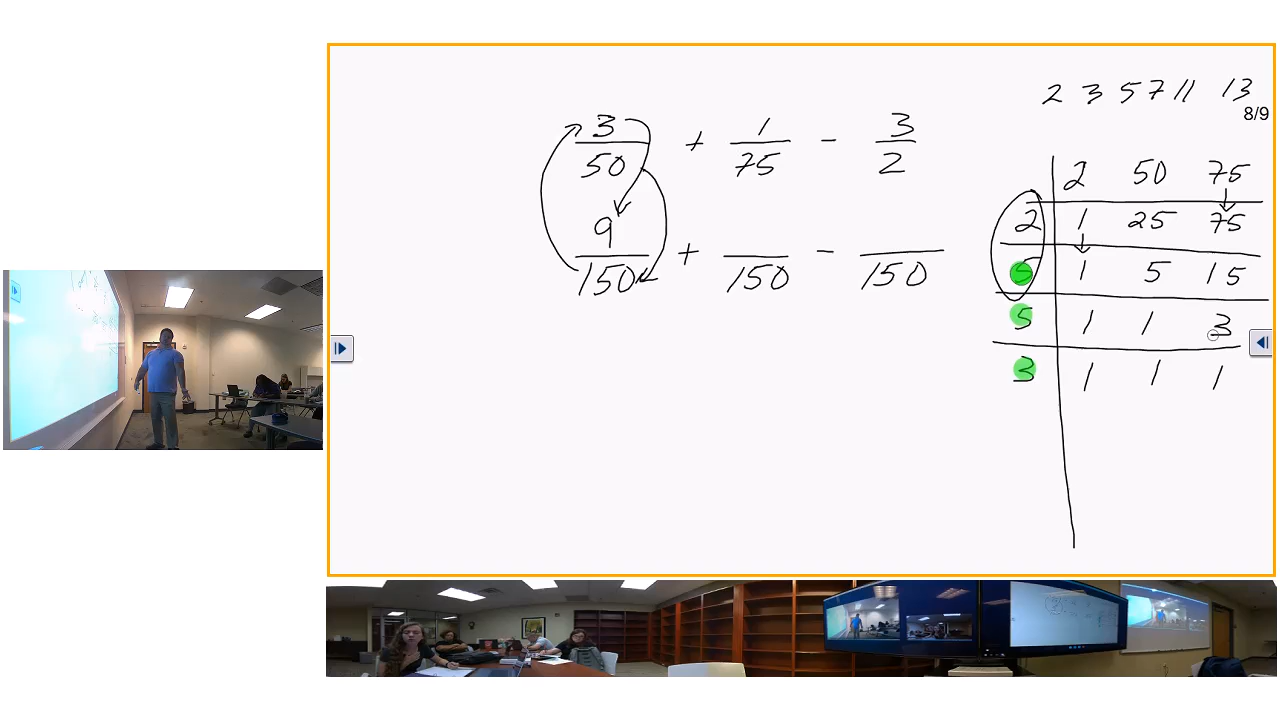 2 3 5 7 11 13
8/9
3/50 + 1/75 - 3/2
9/150 + /150 - /150
2 50 75
2 1 25 75
5 1 5 15
5 1 1 3
3 1 1 1